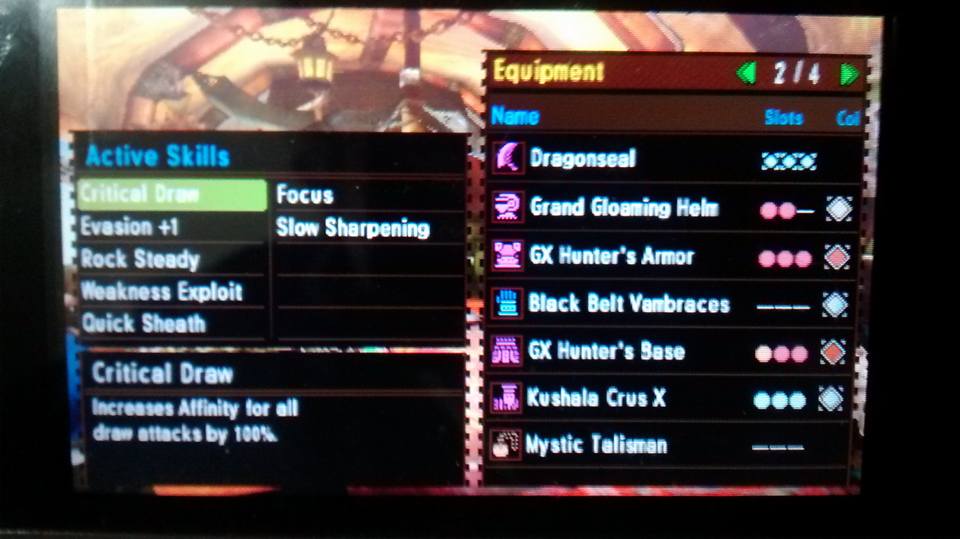 Equipment
2/4
Name Slots Col
Dragonseal
Grand Gloaming Helm
GX Hunter's Armor
Black Belt Vambraces
GX Hunter's Base
Kushala Crus X
Mystic Talisman
Active Skills
Critical Draw Focus
Evasion +1 Slow Sharpening
Rock Steady
Weakness Exploit
Quick Sheath
Critical Draw
Increases Affinity for all
draw attacks by 100%.